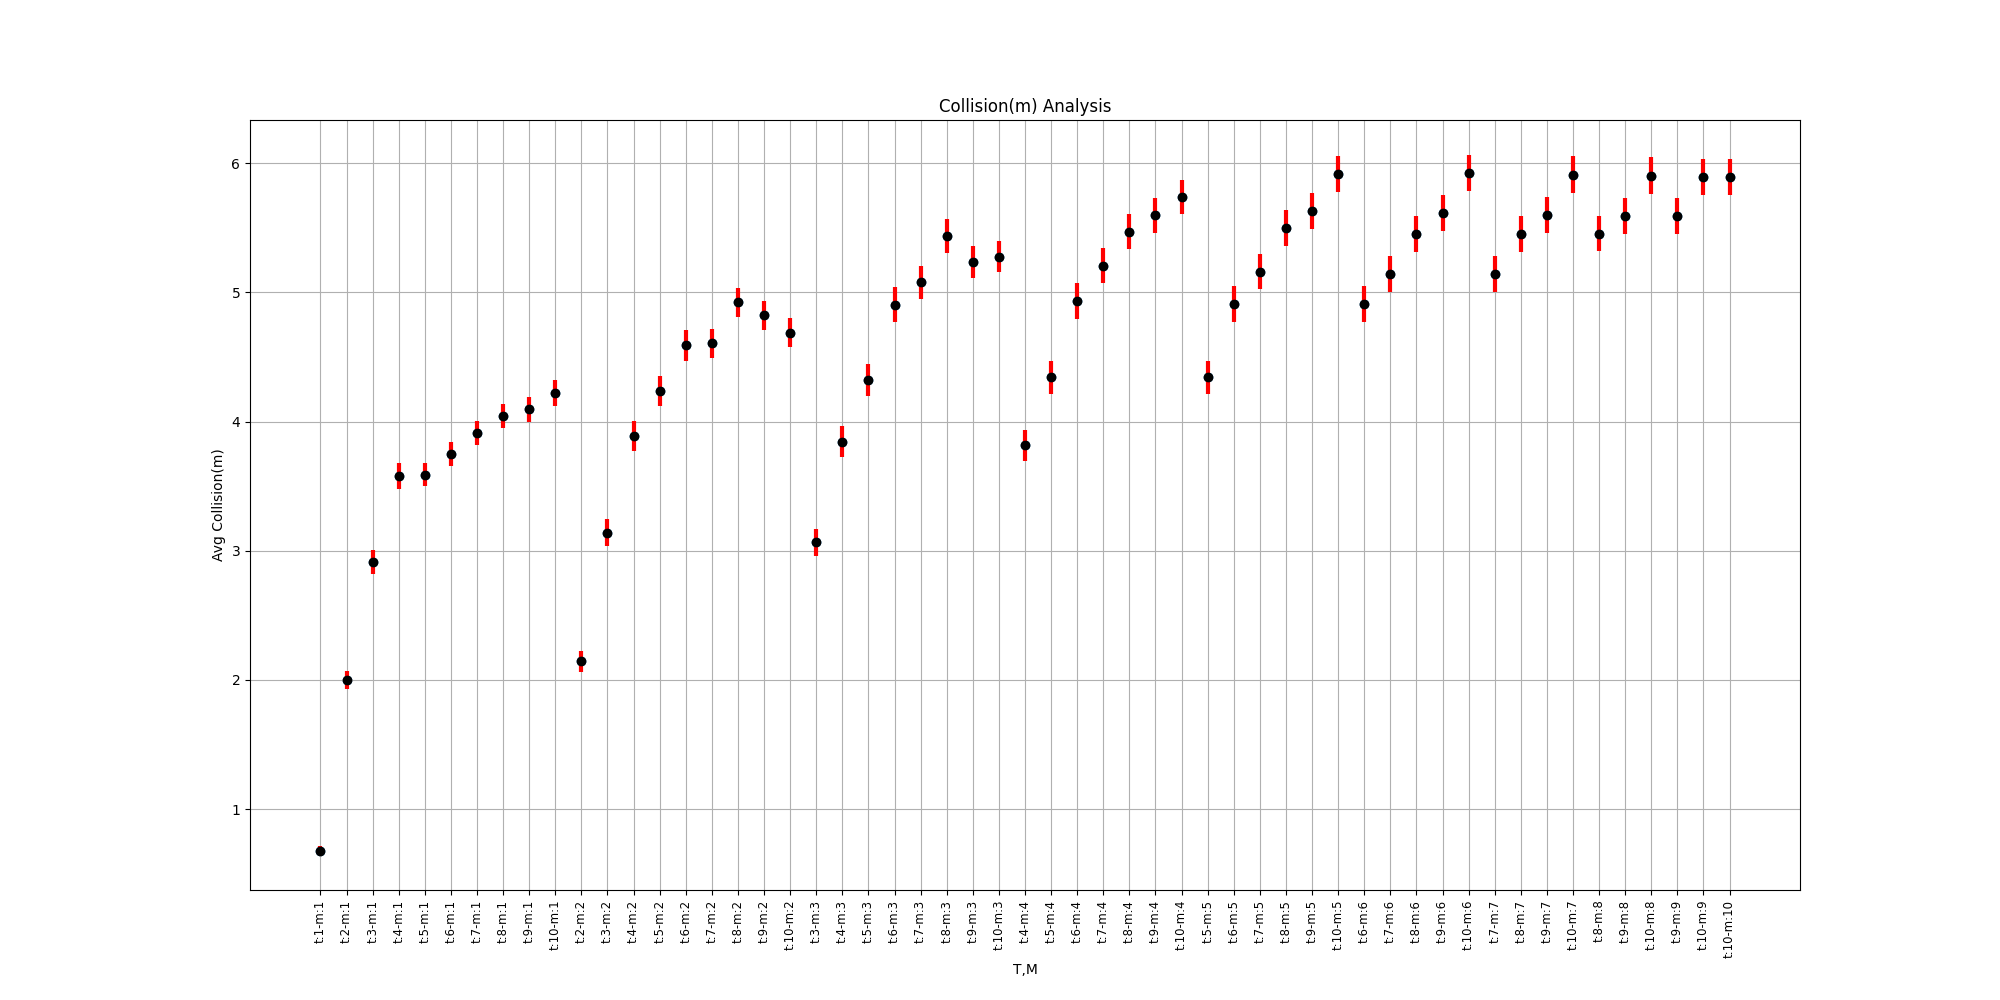 Collision(m) Analysis
Avg Collision(m)
6
5
4
3
2
1
t:1-m:1
t:2-m:1
t:3-m:1
t:4-m:1
t:5-m:1
t:6-m:1
t:7-m:1
t:8-m:1
t:9-m:1
t:10-m:1
t:2-m:2
t:3-m:2
t:4-m:2
t:5-m:2
t:6-m:2
t:7-m:2
t:8-m:2
t:9-m:2
t:10-m:2
t:3-m:3
t:4-m:3
t:5-m:3
t:6-m:3
t:7-m:3
t:8-m:3
t:9-m:3
t:10-m:3
t:4-m:4
t:5-m:4
t:6-m:4
t:7-m:4
t:8-m:4
t:9-m:4
t:10-m:4
t:5-m:5
t:6-m:5
t:7-m:5
t:8-m:5
t:9-m:5
t:10-m:5
t:6-m:6
t:7-m:6
t:8-m:6
t:9-m:6
t:10-m:6
t:7-m:7
t:8-m:7
t:9-m:7
t:10-m:7
t:8-m:8
t:9-m:8
t:10-m:8
t:9-m:9
t:10-m:9
t:10-m:10
T,M